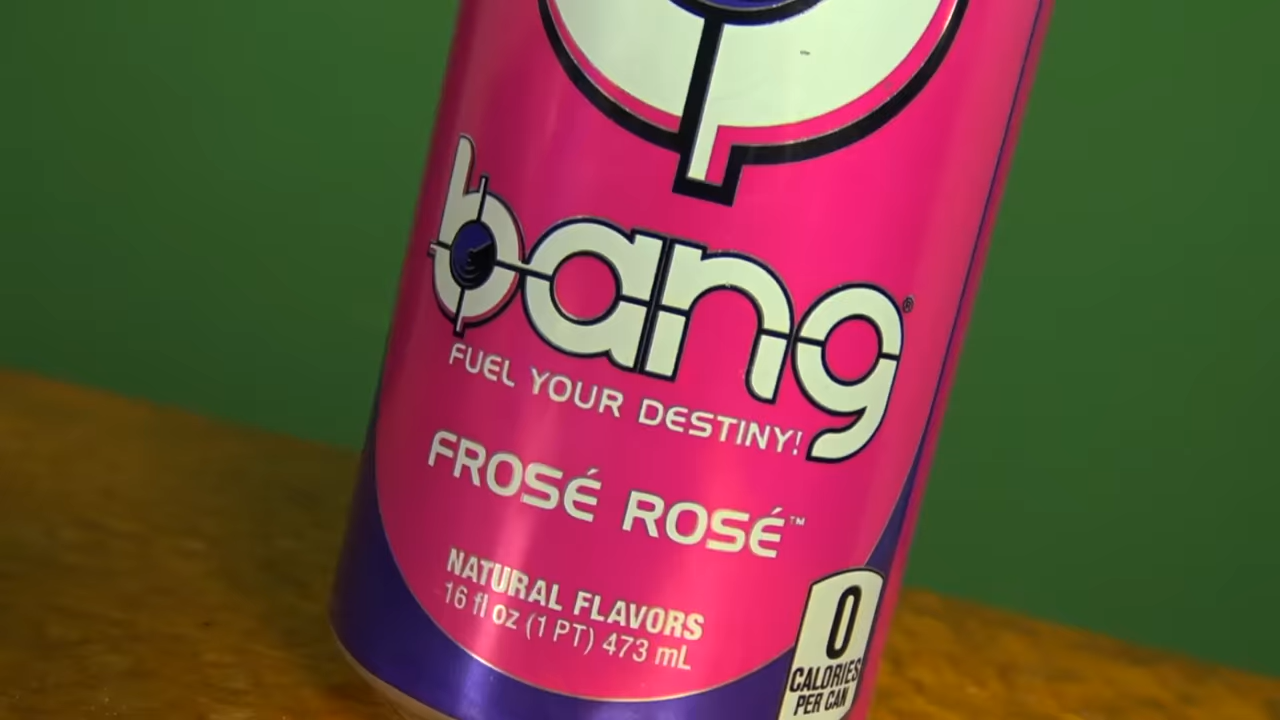 bang®
FUEL YOUR DESTINY!
FROSÉ ROSÉ™
NATURAL FLAVORS
16 fl oz (1 PT) 473 mL
0
CALORIES
PER CAN